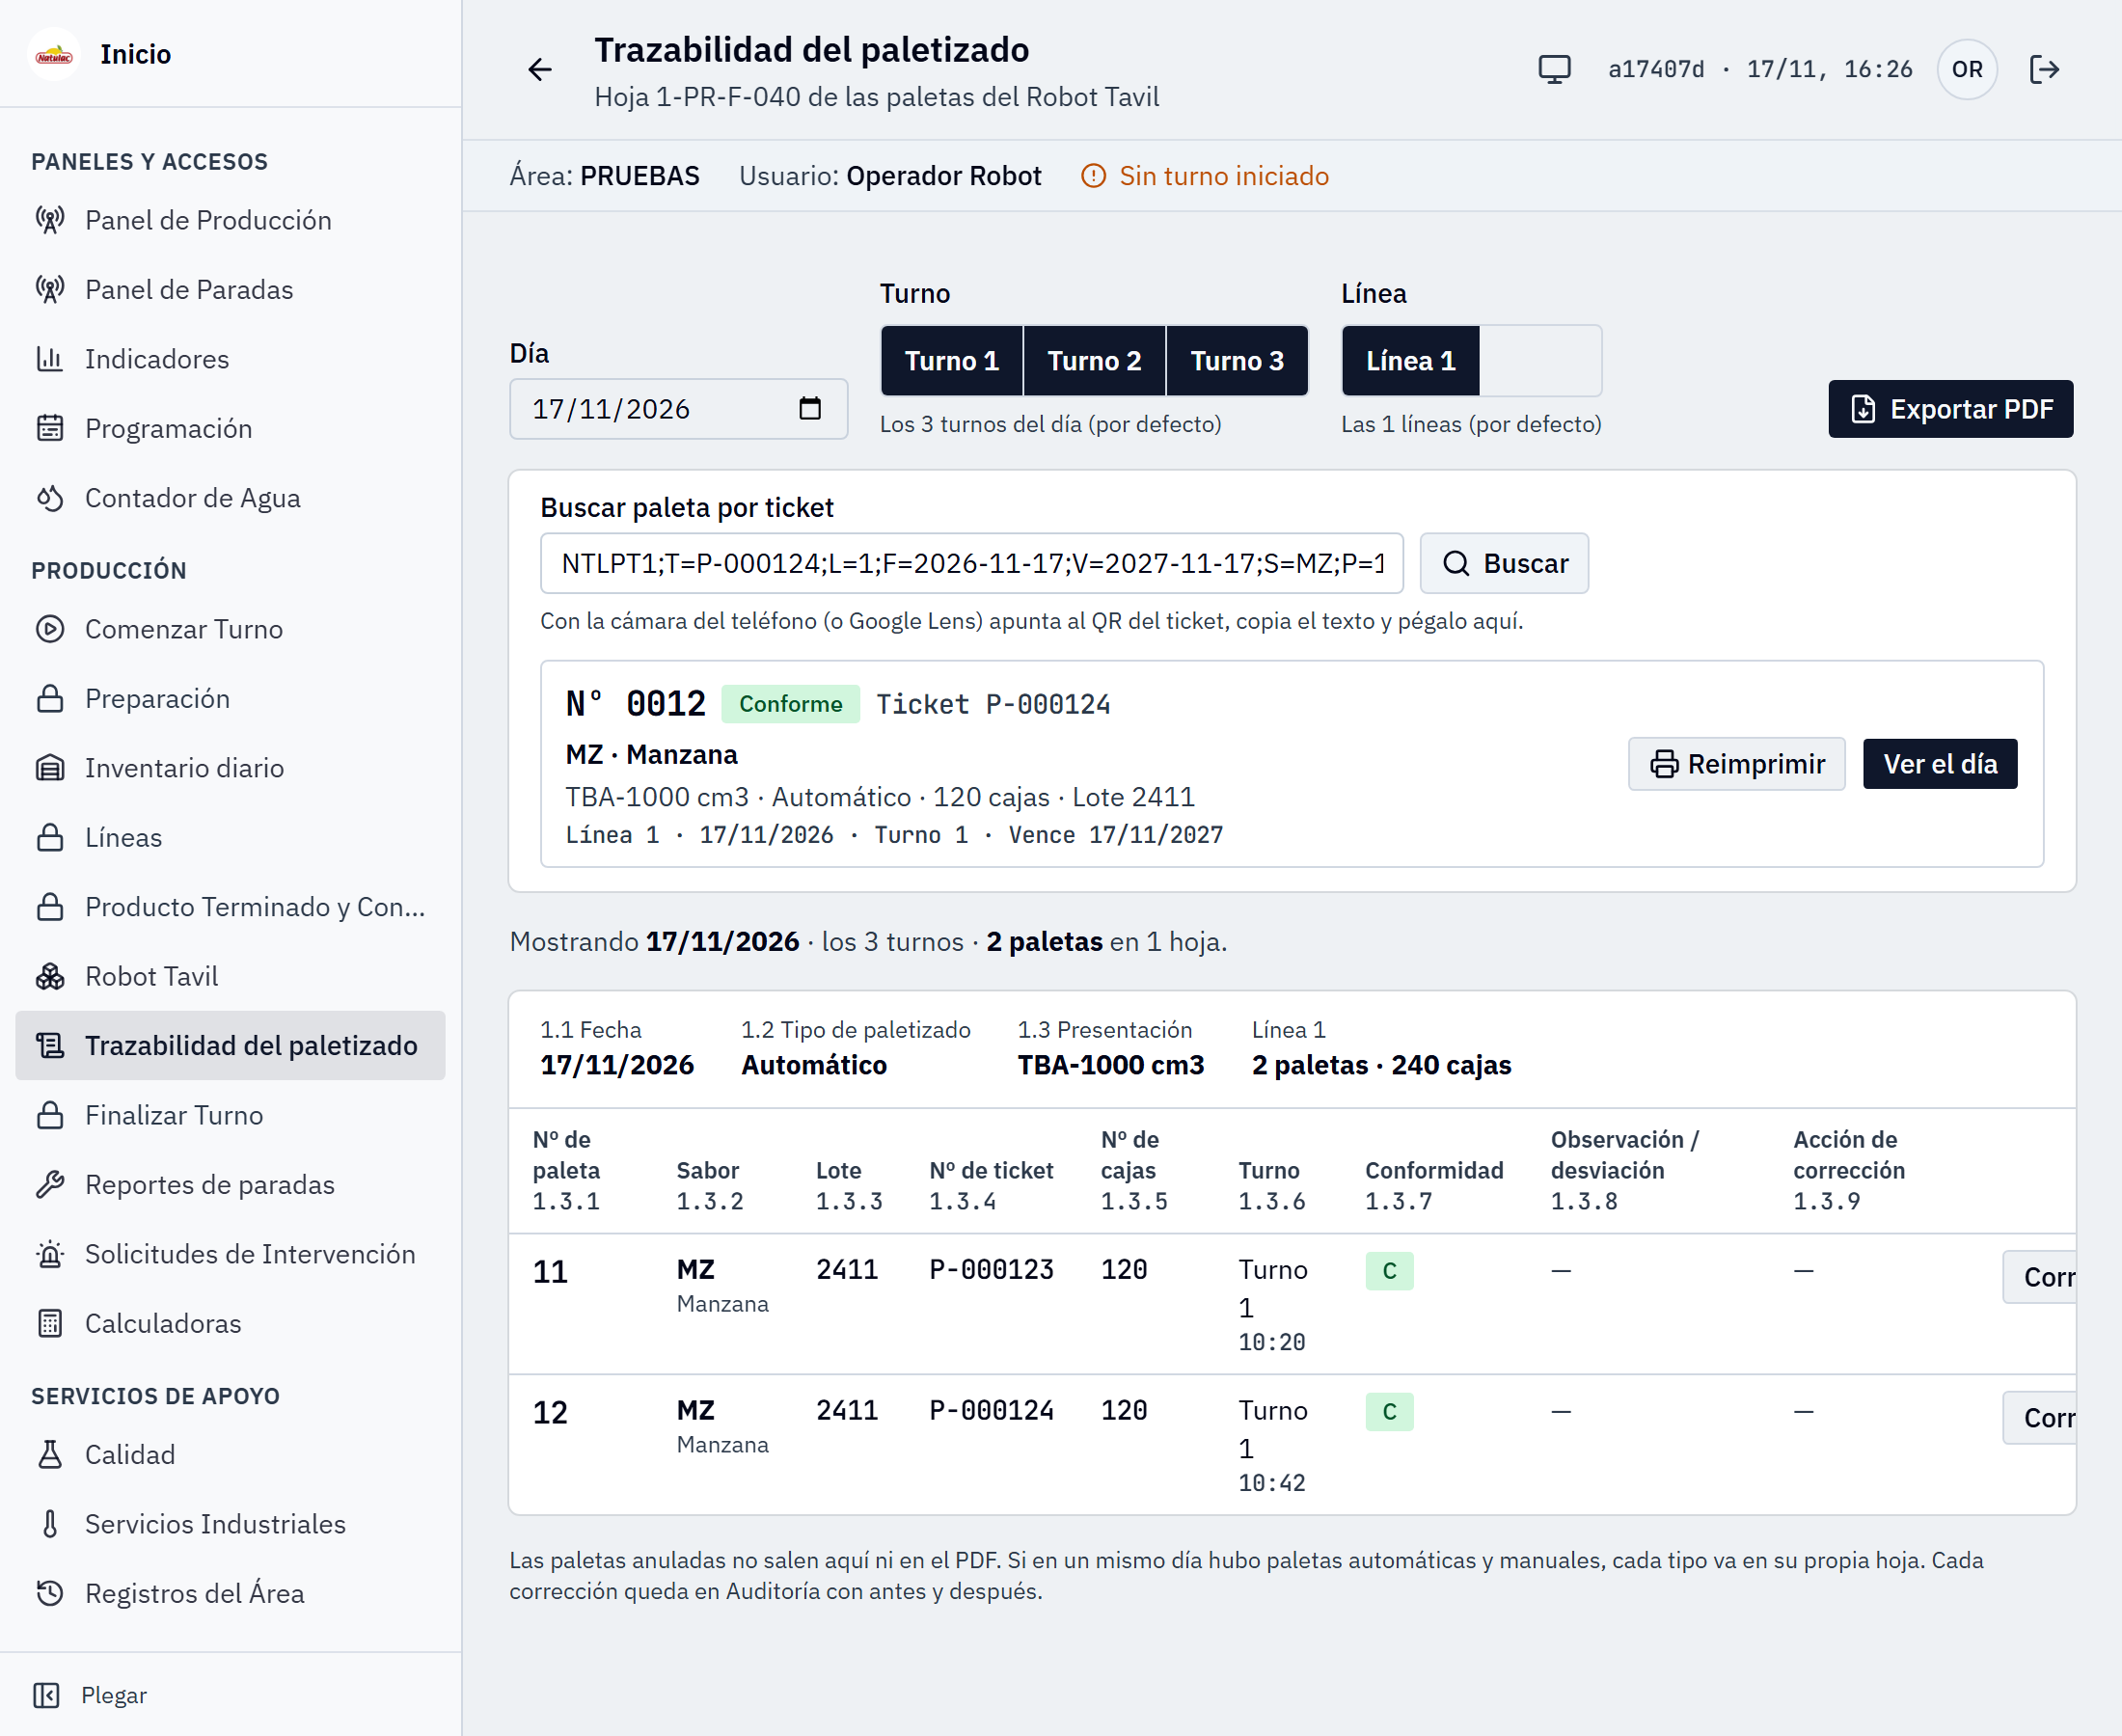 Natulac
Inicio
PANELES Y ACCESOS
Panel de Producción
Panel de Paradas
Indicadores
Programación
Contador de Agua
PRODUCCIÓN
Comenzar Turno
Preparación
Inventario diario
Líneas
Producto Terminado y Con...
Robot Tavil
Trazabilidad del paletizado
Finalizar Turno
Reportes de paradas
Solicitudes de Intervención
Calculadoras
SERVICIOS DE APOYO
Calidad
Servicios Industriales
Registros del Área
Plegar
Trazabilidad del paletizado
Hoja 1-PR-F-040 de las paletas del Robot Tavil
a17407d · 17/11, 16:26
OR
Área: PRUEBAS Usuario: Operador Robot Sin turno iniciado
Día
17/11/2026
Turno
Turno 1 Turno 2 Turno 3
Los 3 turnos del día (por defecto)
Línea
Línea 1
Las 1 líneas (por defecto)
Exportar PDF
Buscar paleta por ticket
NTLPT1;T=P-000124;L=1;F=2026-11-17;V=2027-11-17;S=MZ;P=1
Buscar
Con la cámara del teléfono (o Google Lens) apunta al QR del ticket, copia el texto y pégalo aquí.
N° 0012 Conforme Ticket P-000124
MZ · Manzana
TBA-1000 cm3 · Automático · 120 cajas · Lote 2411
Línea 1 · 17/11/2026 · Turno 1 · Vence 17/11/2027
Reimprimir
Ver el día
Mostrando 17/11/2026 · los 3 turnos · 2 paletas en 1 hoja.
1.1 Fecha 1.2 Tipo de paletizado 1.3 Presentación Línea 1
17/11/2026 Automático TBA-1000 cm3 2 paletas · 240 cajas
Nº de paleta 1.3.1 Sabor 1.3.2 Lote 1.3.3 Nº de ticket 1.3.4 Nº de cajas 1.3.5 Turno 1.3.6 Conformidad 1.3.7 Observación / desviación 1.3.8 Acción de corrección 1.3.9
11 MZ Manzana 2411 P-000123 120 Turno 1 10:20 C — — Corr
12 MZ Manzana 2411 P-000124 120 Turno 1 10:42 C — — Corr
Las paletas anuladas no salen aquí ni en el PDF. Si en un mismo día hubo paletas automáticas y manuales, cada tipo va en su propia hoja. Cada
corrección queda en Auditoría con antes y después.